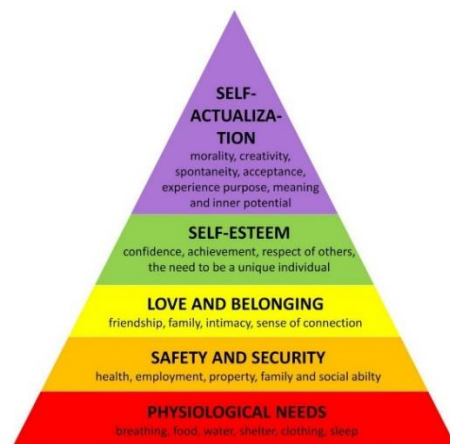 SELF-
ACTUALIZA-
TION
morality, creativity,
spontaneity, acceptance,
experience purpose, meaning
and inner potential
SELF-ESTEEM
confidence, achievement, respect of others,
the need to be a unique individual
LOVE AND BELONGING
friendship, family, intimacy, sense of connection
SAFETY AND SECURITY
health, employment, property, family and social abilty
PHYSIOLOGICAL NEEDS
breathing, food, water, shelter, clothing, sleep